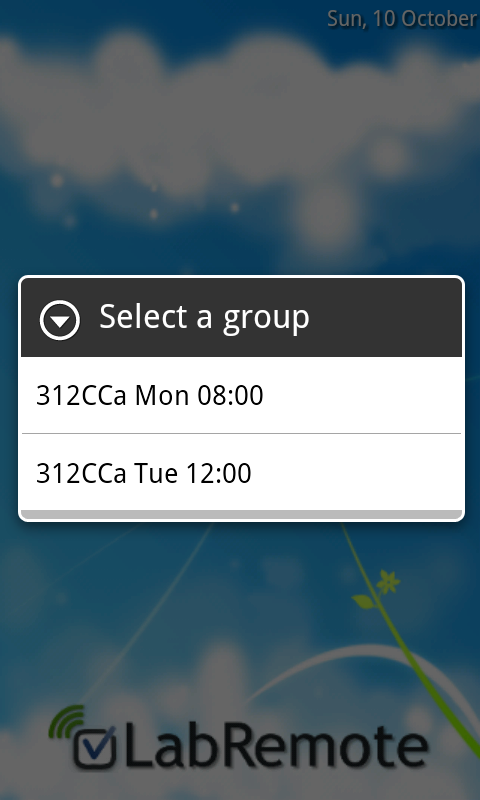 Sun, 10 October
Select a group
312CCa Mon 08:00
312CCa Tue 12:00
LabRemote